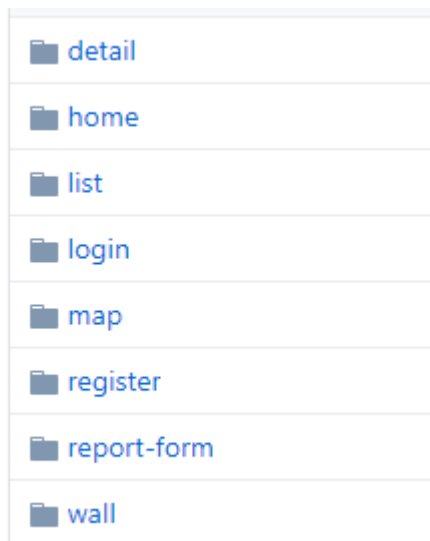 detail
home
list
login
map
register
report-form
wall